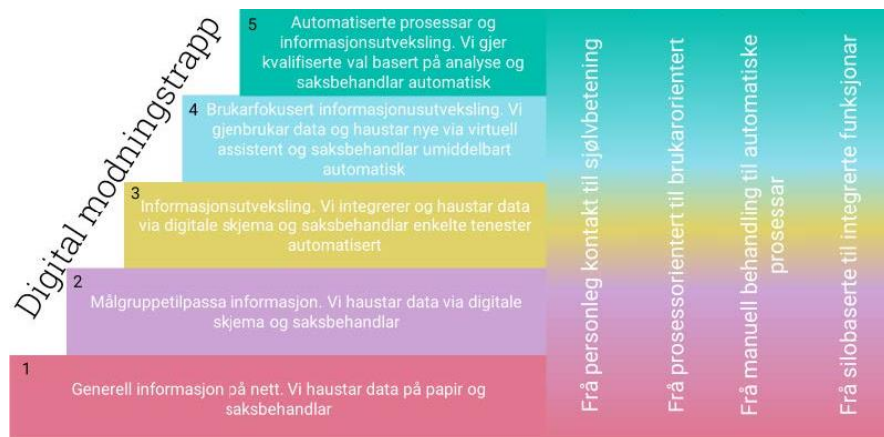 Digital modningstrapp
5
Automatiserte prosessar og
informasjonsutveksling. Vi gjer
kvalifiserte val basert på analyse og
saksbehandlar automatisk
4
Brukarfokusert informasjonusutveksling. Vi
gjenbrukar data og haustar nye via virtuell
assistent og saksbehandlar umiddelbart
automatisk
3
Informasjonsutveksling. Vi integrerer og haustar data
via digitale skjema og saksbehandlar enkelte tenester
automatisert
2
Målgruppetilpassa informasjon. Vi haustar data via digitale
skjema og saksbehandlar
1
Generell informasjon på nett. Vi haustar data på papir og
saksbehandlar
Frå personleg kontakt til sjølvbetening
Frå prosessorientert til brukarorientert
Frå manuell behandling til automatiske
prosessar
Frå silobaserte til integrerte funksjonar